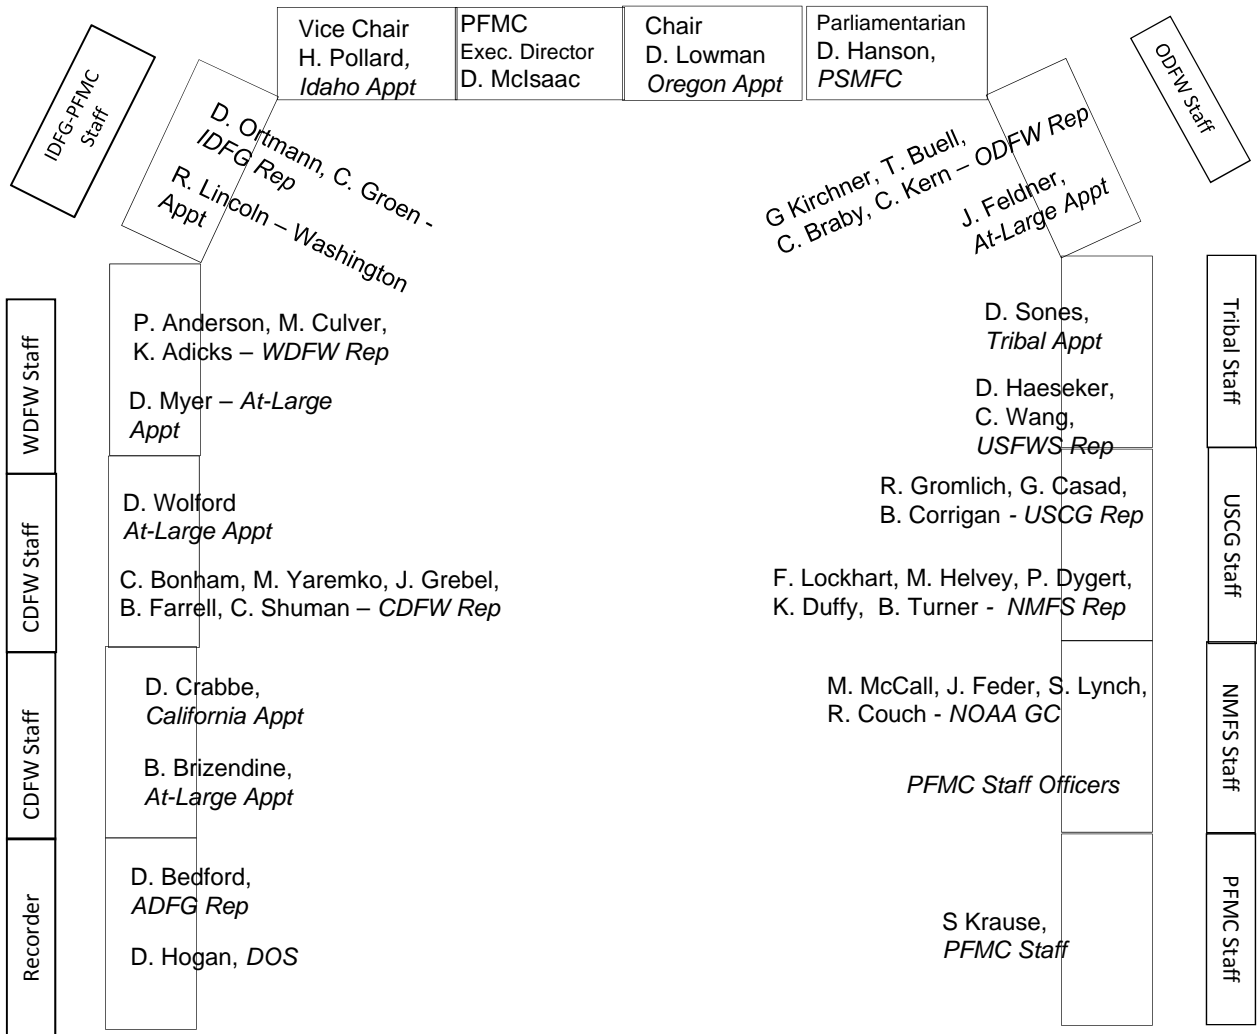 Vice Chair
H. Pollard,
Idaho Appt
PFMC
Exec. Director
D. McIsaac
Chair
D. Lowman
Oregon Appt
Parliamentarian
D. Hanson,
PSMFC
IDFG-PFMC
Staff
D. Ortmann, C. Groen -
IDFG Rep
R. Lincoln – Washington
Appt
G Kirchner, T. Buell,
C. Braby, C. Kern – ODFW Rep
J. Feldner,
At-Large Appt
ODFW Staff
WDFW Staff
P. Anderson, M. Culver,
K. Adicks – WDFW Rep
D. Myer – At-Large
Appt
D. Sones,
Tribal Appt
D. Haeseker,
C. Wang,
USFWS Rep
Tribal Staff
CDFW Staff
D. Wolford
At-Large Appt
C. Bonham, M. Yaremko, J. Grebel,
B. Farrell, C. Shuman – CDFW Rep
R. Gromlich, G. Casad,
B. Corrigan - USCG Rep
F. Lockhart, M. Helvey, P. Dygert,
K. Duffy, B. Turner - NMFS Rep
USCG Staff
CDFW Staff
D. Crabbe,
California Appt
B. Brizendine,
At-Large Appt
M. McCall, J. Feder, S. Lynch,
R. Couch - NOAA GC
PFMC Staff Officers
NMFS Staff
Recorder
D. Bedford,
ADFG Rep
D. Hogan, DOS
S Krause,
PFMC Staff
PFMC Staff